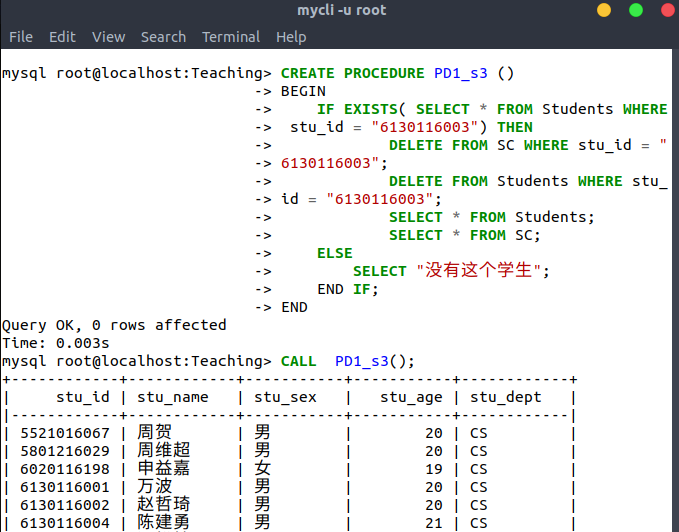 mycli -u root
File Edit View Search Terminal Help
mysql root@localhost:Teaching> CREATE PROCEDURE PD1_s3 ()
-> BEGIN
-> IF EXISTS( SELECT * FROM Students WHERE
-> stu_id = "6130116003") THEN
-> DELETE FROM SC WHERE stu_id = "
-> 6130116003";
-> DELETE FROM Students WHERE stu_
-> id = "6130116003";
-> SELECT * FROM Students;
-> SELECT * FROM SC;
-> ELSE
-> SELECT "没有这个学生";
-> END IF;
-> END
Query OK, 0 rows affected
Time: 0.003s
mysql root@localhost:Teaching> CALL PD1_s3();
+------------+------------+-----------+-----------+------------+
| stu_id | stu_name | stu_sex | stu_age | stu_dept |
|------------+------------+-----------+-----------+------------|
| 5521016067 | 周贺 | 男 | 20 | CS |
| 5801216029 | 周维超 | 男 | 20 | CS |
| 6020116198 | 申益嘉 | 女 | 19 | CS |
| 6130116001 | 万波 | 男 | 20 | CS |
| 6130116002 | 赵哲琦 | 男 | 20 | CS |
| 6130116004 | 陈建勇 | 男 | 21 | CS |